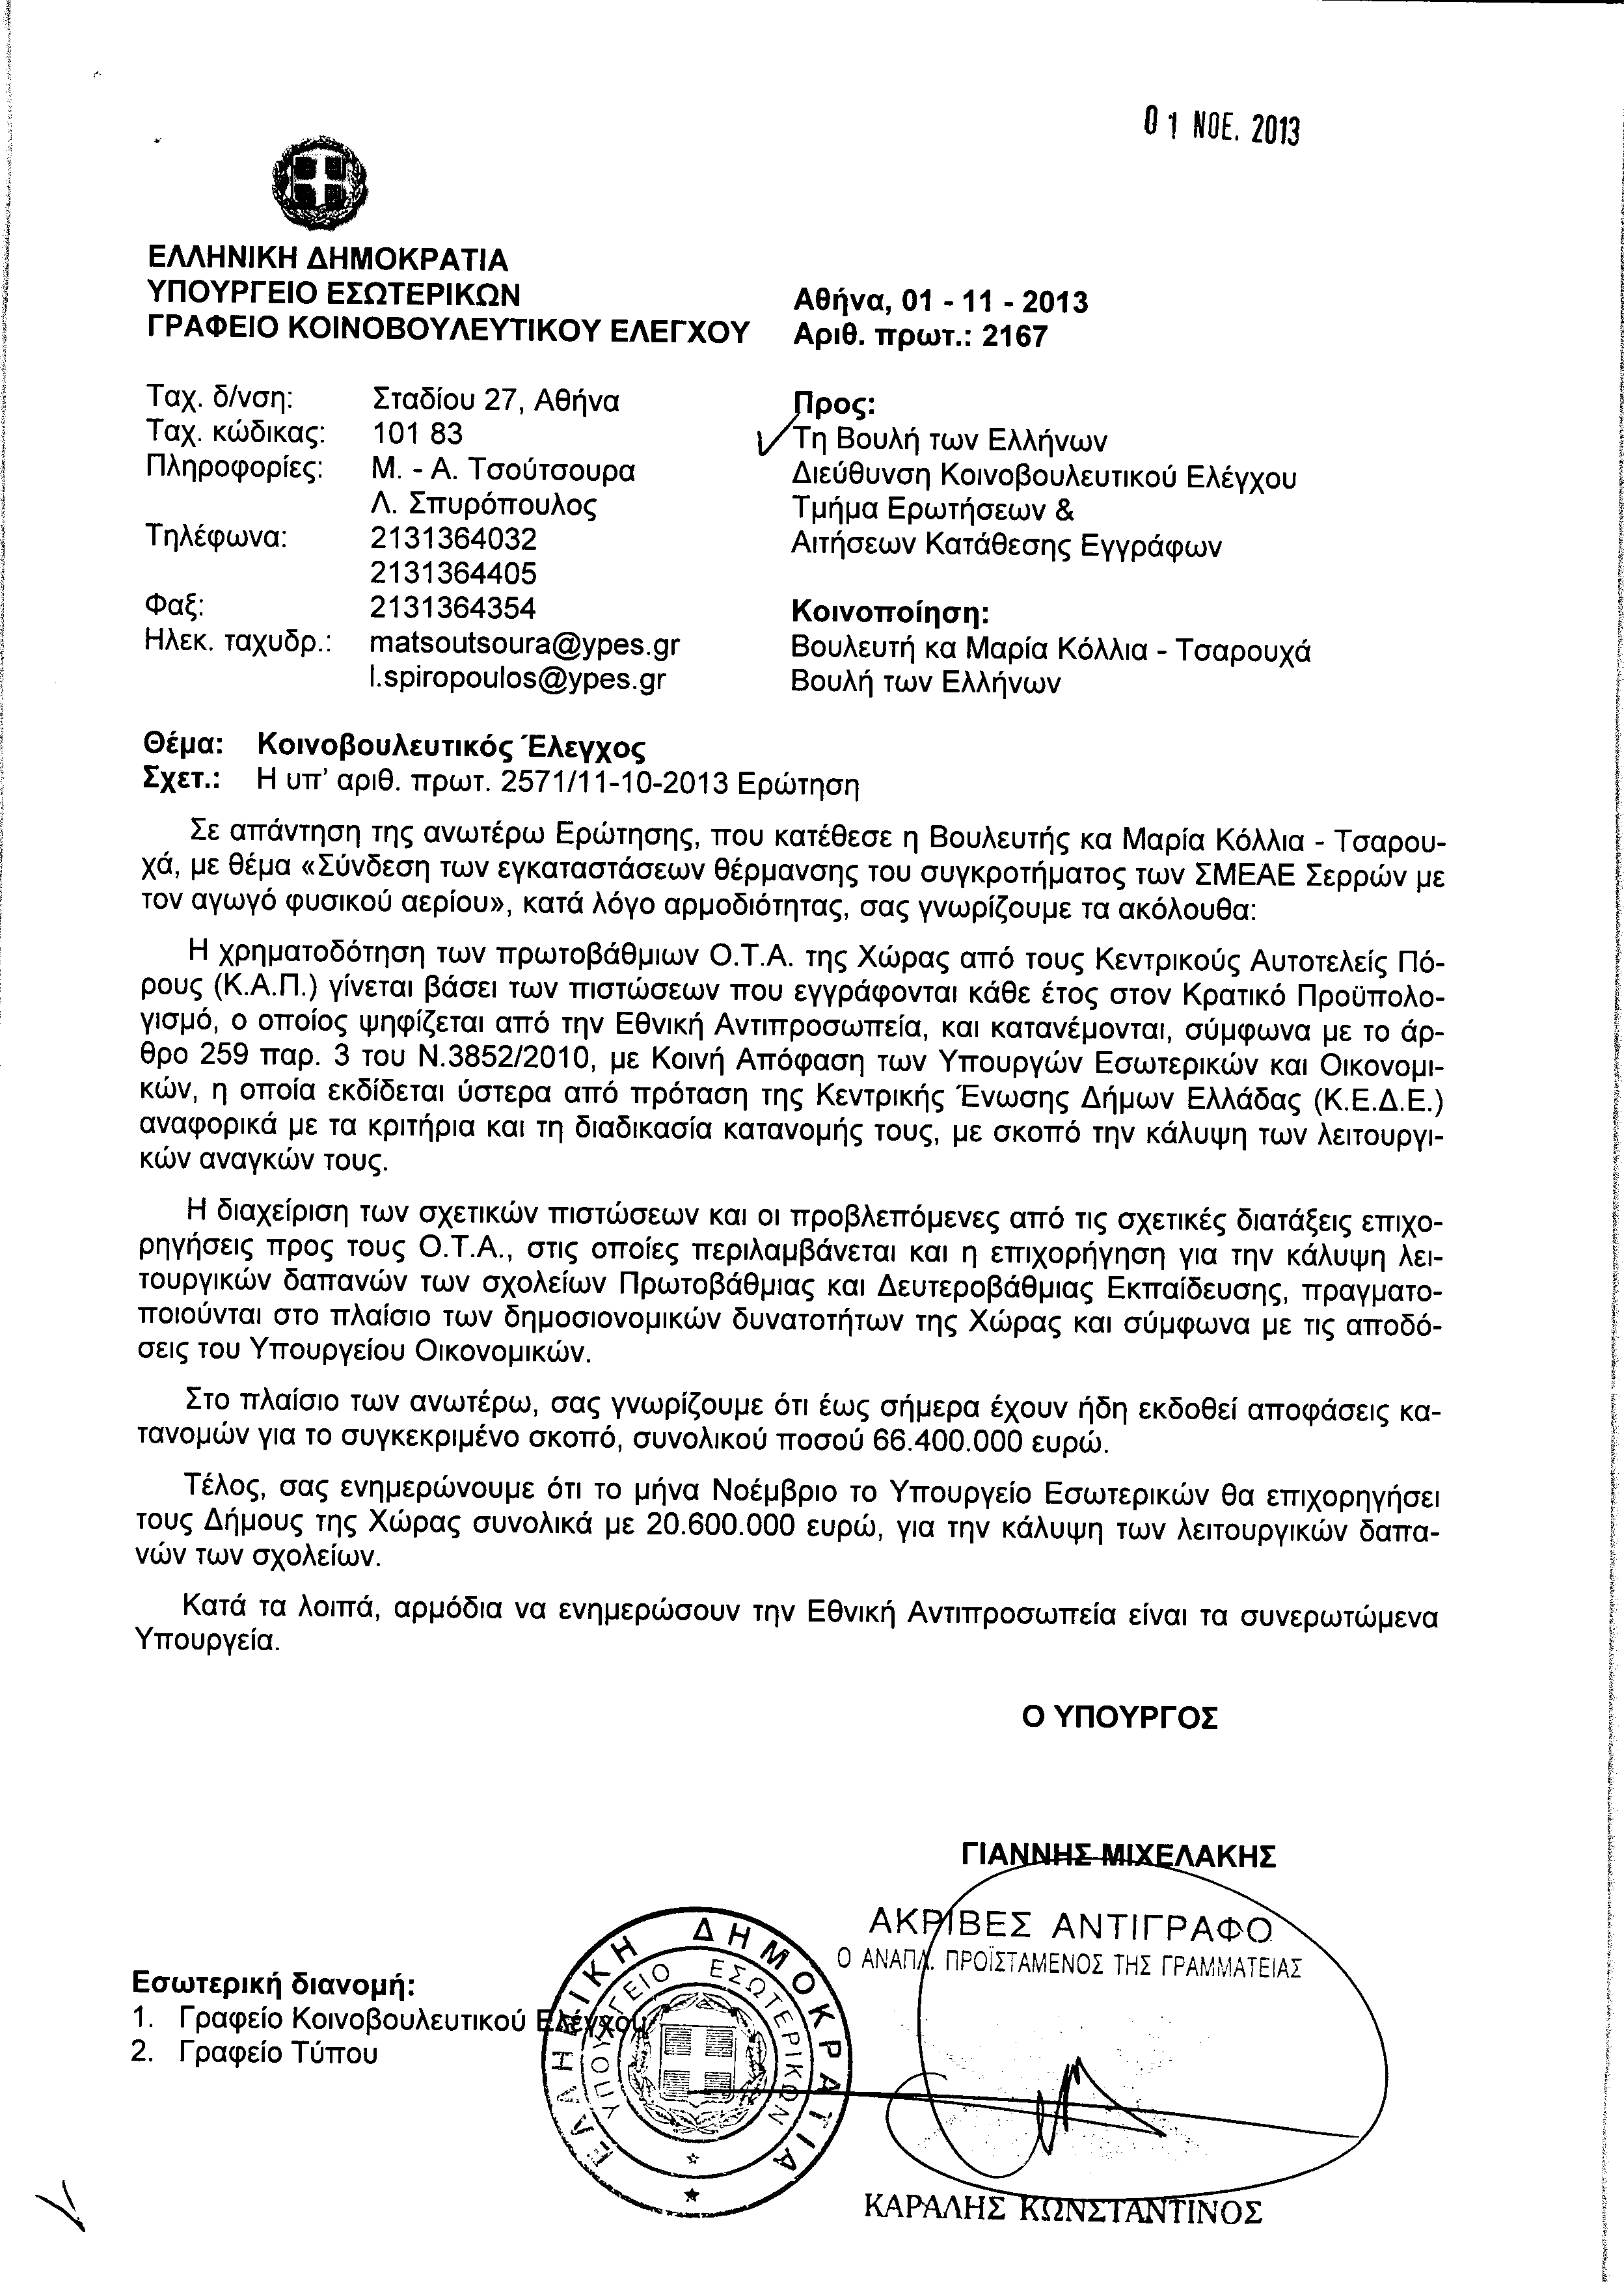 01 ΝΟΕ. 2013
ΕΛΛΗΝΙΚΗ ΔΗΜΟΚΡΑΤΙΑ
ΥΠΟΥΡΓΕΙΟ ΕΣΩΤΕΡΙΚΩΝ
ΓΡΑΦΕΙΟ ΚΟΙΝΟΒΟΥΛΕΥΤΙΚΟΥ ΕΛΕΓΧΟΥ
Αθήνα, 01 - 11 - 2013
Αριθ. πρωτ.: 2167
Ταχ. δ/νση: Σταδίου 27, Αθήνα
Ταχ. κώδικας: 101 83
Πληροφορίες: Μ. - Α. Τσούτσουρα
Λ. Σπυρόπουλος
Τηλέφωνα: 2131364032
2131364405
Φαξ: 2131364354
Ηλεκ. ταχυδρ.: matsoutsoura@ypes.gr
l.spiropoulos@ypes.gr
Προς:
Τη Βουλή των Ελλήνων
Διεύθυνση Κοινοβουλευτικού Ελέγχου
Τμήμα Ερωτήσεων &
Αιτήσεων Κατάθεσης Εγγράφων
Κοινοποίηση:
Βουλευτή κα Μαρία Κόλλια - Τσαρουχά
Βουλή των Ελλήνων
Θέμα: Κοινοβουλευτικός Έλεγχος
Σχετ.: Η υπ' αριθ. πρωτ. 2571/11-10-2013 Ερώτηση
Σε απάντηση της ανωτέρω Ερώτησης, που κατέθεσε η Βουλευτής κα Μαρία Κόλλια - Τσαρου-
χά, με θέμα «Σύνδεση των εγκαταστάσεων θέρμανσης του συγκροτήματος των ΣΜΕΑΕ Σερρών με
τον αγωγό φυσικού αερίου», κατά λόγο αρμοδιότητας, σας γνωρίζουμε τα ακόλουθα:
Η χρηματοδότηση των πρωτοβάθμιων Ο.Τ.Α. της Χώρας από τους Κεντρικούς Αυτοτελείς Πό-
ρους (Κ.Α.Π.) γίνεται βάσει των πιστώσεων που εγγράφονται κάθε έτος στον Κρατικό Προϋπολο-
γισμό, ο οποίος ψηφίζεται από την Εθνική Αντιπροσωπεία, και κατανέμονται, σύμφωνα με το άρ-
θρο 259 παρ. 3 του Ν.3852/2010, με Κοινή Απόφαση των Υπουργών Εσωτερικών και Οικονομι-
κών, η οποία εκδίδεται ύστερα από πρόταση της Κεντρικής Ένωσης Δήμων Ελλάδας (Κ.Ε.Δ.Ε.)
αναφορικά με τα κριτήρια και τη διαδικασία κατανομής τους, με σκοπό την κάλυψη των λειτουργι-
κών αναγκών τους.
Η διαχείριση των σχετικών πιστώσεων και οι προβλεπόμενες από τις σχετικές διατάξεις επιχο-
ρηγήσεις προς τους Ο.Τ.Α., στις οποίες περιλαμβάνεται και η επιχορήγηση για την κάλυψη λει-
τουργικών δαπανών των σχολείων Πρωτοβάθμιας και Δευτεροβάθμιας Εκπαίδευσης, πραγματο-
ποιούνται στο πλαίσιο των δημοσιονομικών δυνατοτήτων της Χώρας και σύμφωνα με τις αποδό-
σεις του Υπουργείου Οικονομικών.
Στο πλαίσιο των ανωτέρω, σας γνωρίζουμε ότι έως σήμερα έχουν ήδη εκδοθεί αποφάσεις κα-
τανομών για το συγκεκριμένο σκοπό, συνολικού ποσού 66.400.000 ευρώ.
Τέλος, σας ενημερώνουμε ότι το μήνα Νοέμβριο το Υπουργείο Εσωτερικών θα επιχορηγήσει
τους Δήμους της Χώρας συνολικά με 20.600.000 ευρώ, για την κάλυψη των λειτουργικών δαπα-
νών των σχολείων.
Κατά τα λοιπά, αρμόδια να ενημερώσουν την Εθνική Αντιπροσωπεία είναι τα συνερωτώμενα
Υπουργεία.
Ο ΥΠΟΥΡΓΟΣ
ΓΙΑΝΝΗΣ ΜΙΧΕΛΑΚΗΣ
ΑΚΡΙΒΕΣ ΑΝΤΙΓΡΑΦΟ
Ο ΑΝΑΠΛ. ΠΡΟΪΣΤΑΜΕΝΟΣ ΤΗΣ ΓΡΑΜΜΑΤΕΙΑΣ
Εσωτερική διανομή:
1. Γραφείο Κοινοβουλευτικού Ελέγχου
2. Γραφείο Τύπου
ΕΛΛΗΝΙΚΗ ΔΗΜΟΚΡΑΤΙΑ
ΥΠΟΥΡΓΕΙΟ ΕΣΩΤΕΡΙΚΩΝ
ΚΑΡΑΛΗΣ ΚΩΝΣΤΑΝΤΙΝΟΣ